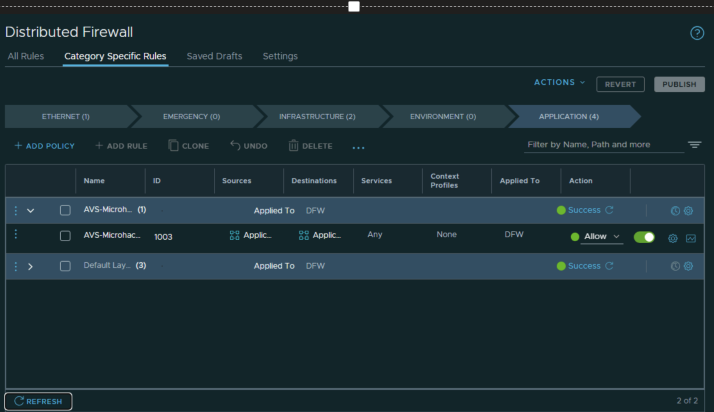 Distributed Firewall
All Rules Category Specific Rules Saved Drafts Settings
ACTIONS REVERT PUBLISH
ETHERNET (1) EMERGENCY (0) INFRASTRUCTURE (2) ENVIRONMENT (0) APPLICATION (4)
+ ADD POLICY + ADD RULE CLONE UNDO DELETE ... Filter by Name, Path and more
Name ID Sources Destinations Services Context Profiles Applied To Action
AVS-Microh... (1) Applied To DFW Success
AVS-Microhac... 1003 Applic... Applic... Any None DFW Allow
Default Lay... (3) Applied To DFW Success
REFRESH 2 of 2